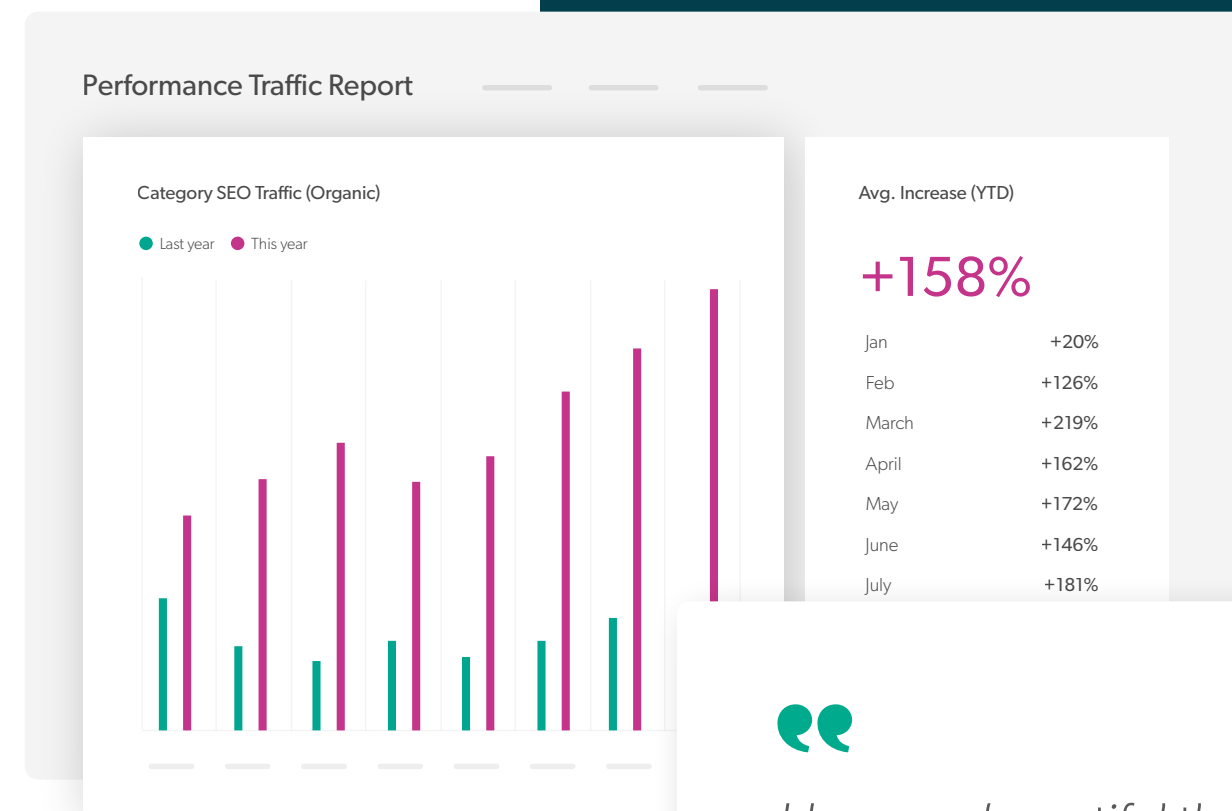 Performance Traffic Report
Category SEO Traffic (Organic)
Last year
This year
Avg. Increase (YTD)
+158%
Jan +20%
Feb +126%
March +219%
April +162%
May +172%
June +146%
July +181%